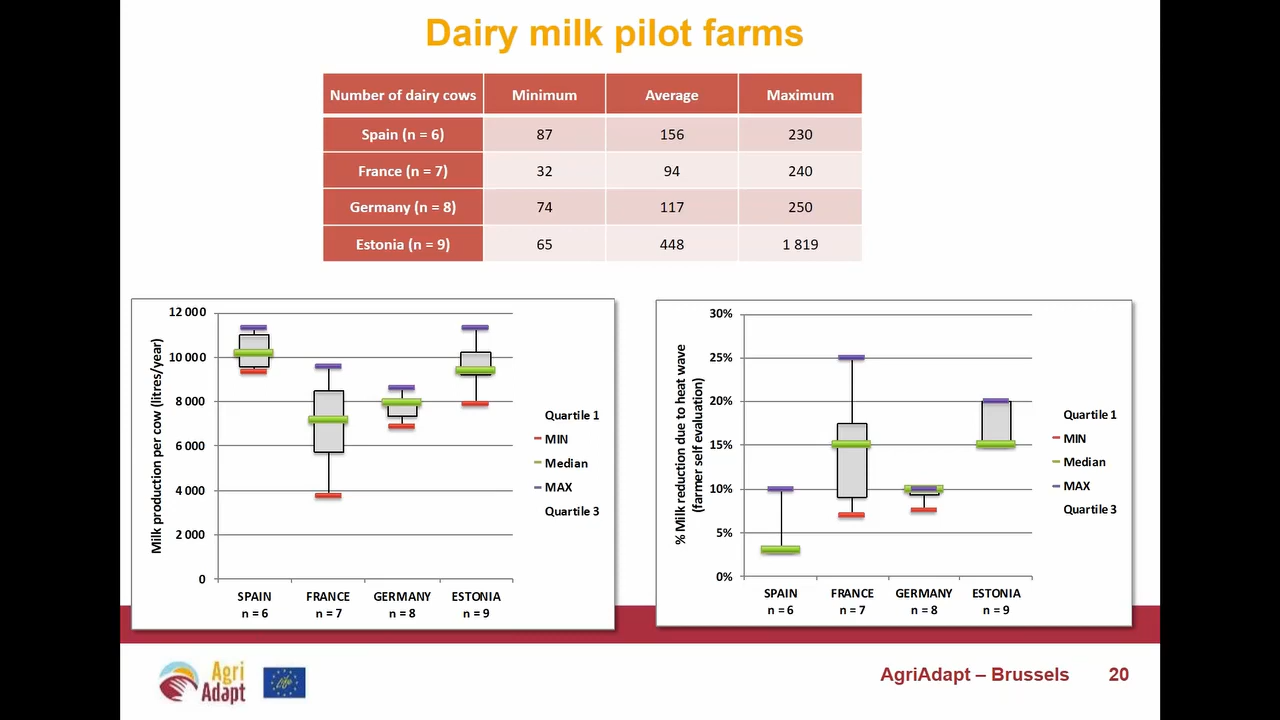 Dairy milk pilot farms
Number of dairy cows Minimum Average Maximum
Spain (n = 6) 87 156 230
France (n = 7) 32 94 240
Germany (n = 8) 74 117 250
Estonia (n = 9) 65 448 1 819
Milk production per cow (litres/year)
12 000
10 000
8 000
6 000
4 000
2 000
0
SPAIN FRANCE GERMANY ESTONIA
n = 6 n = 7 n = 8 n = 9
Quartile 1
MIN
Median
MAX
Quartile 3
% Milk reduction due to heat wave
(farmer self evaluation)
30%
25%
20%
15%
10%
5%
0%
SPAIN FRANCE GERMANY ESTONIA
n = 6 n = 7 n = 8 n = 9
Quartile 1
MIN
Median
MAX
Quartile 3
Agri
Adapt
Life
AgriAdapt – Brussels 20